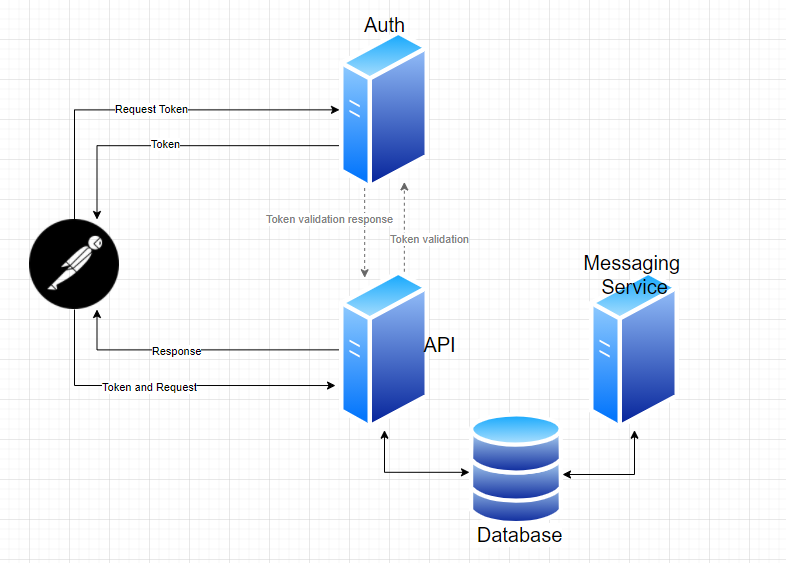 Auth
Request Token
Token
Token validation response
Token validation
Messaging
Service
API
Response
Token and Request
Database